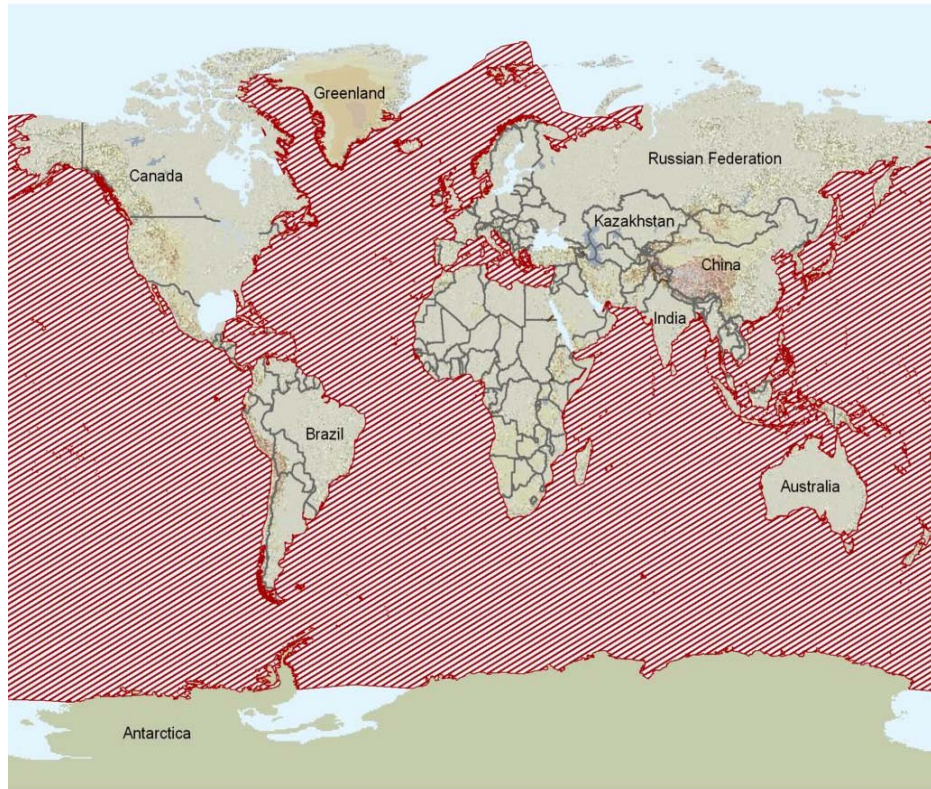 Greenland
Canada
Russian Federation
Kazakhstan
China
India
Brazil
Australia
Antarctica